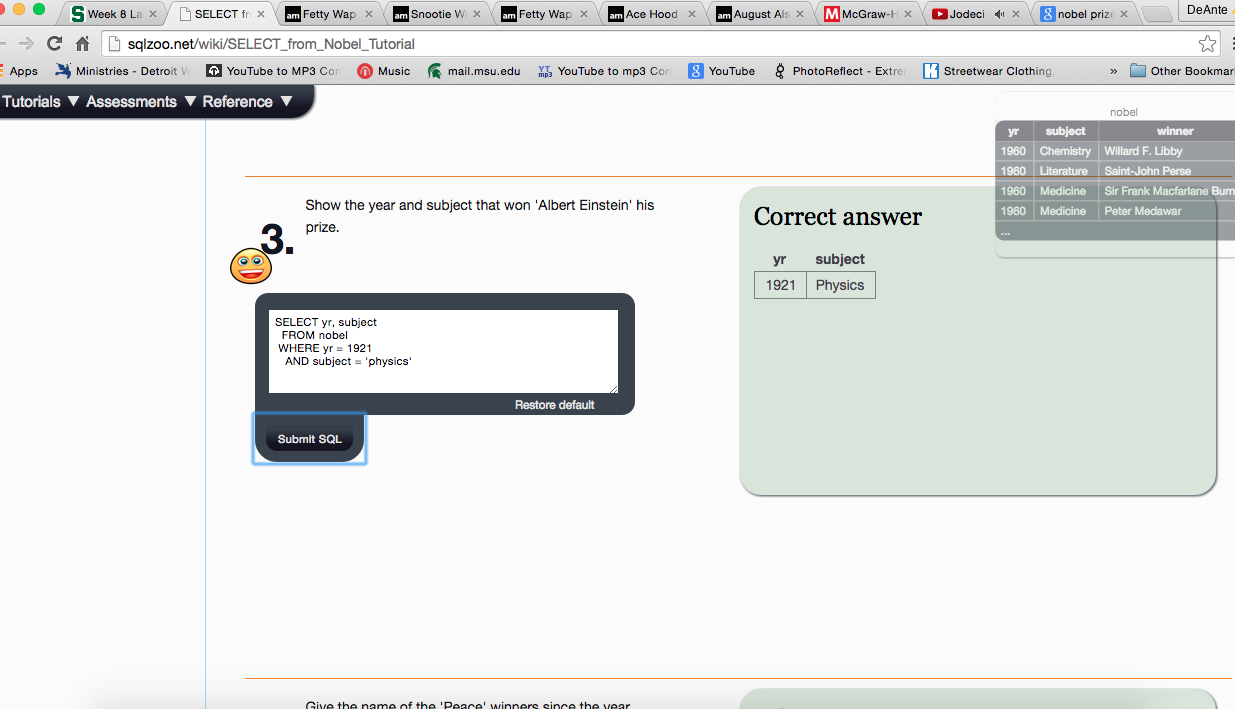 Week 8 La SELECT fr Fetty Wap Snootie Wi Fetty Wap Ace Hood August Als McGraw-H Jodeci nobel prize DeAnte
sqlzoo.net/wiki/SELECT_from_Nobel_Tutorial
Apps Ministries - Detroit W YouTube to MP3 Con Music mail.msu.edu YouTube to mp3 Con YouTube PhotoReflect - Extrem Streetwear Clothing. » Other Bookmar
Tutorials ▼ Assessments ▼ Reference ▼
nobel
yr subject winner
1960 Chemistry Willard F. Libby
1960 Literature Saint-John Perse
1960 Medicine Sir Frank Macfarlane Burn
1960 Medicine Peter Medawar
...
3.
Show the year and subject that won 'Albert Einstein' his
prize.
SELECT yr, subject
FROM nobel
WHERE yr = 1921
AND subject = 'physics'
Restore default
Submit SQL
Correct answer
yr subject
1921 Physics
Give the name of the 'Peace' winners since the year